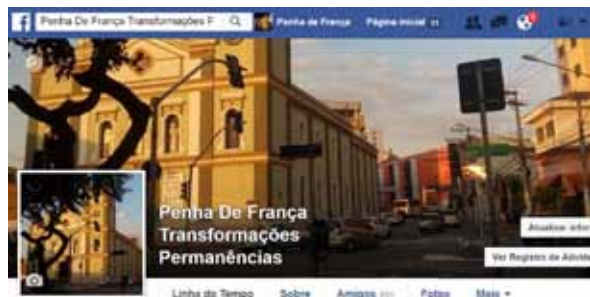 f Penha De França Transformações P
Penha de França Página inicial 11
Penha De França
Transformações
Permanências
Atualizar infor
Ver Registro de Ativida
Linha do Tempo Sobre Amigos Fotos Mais